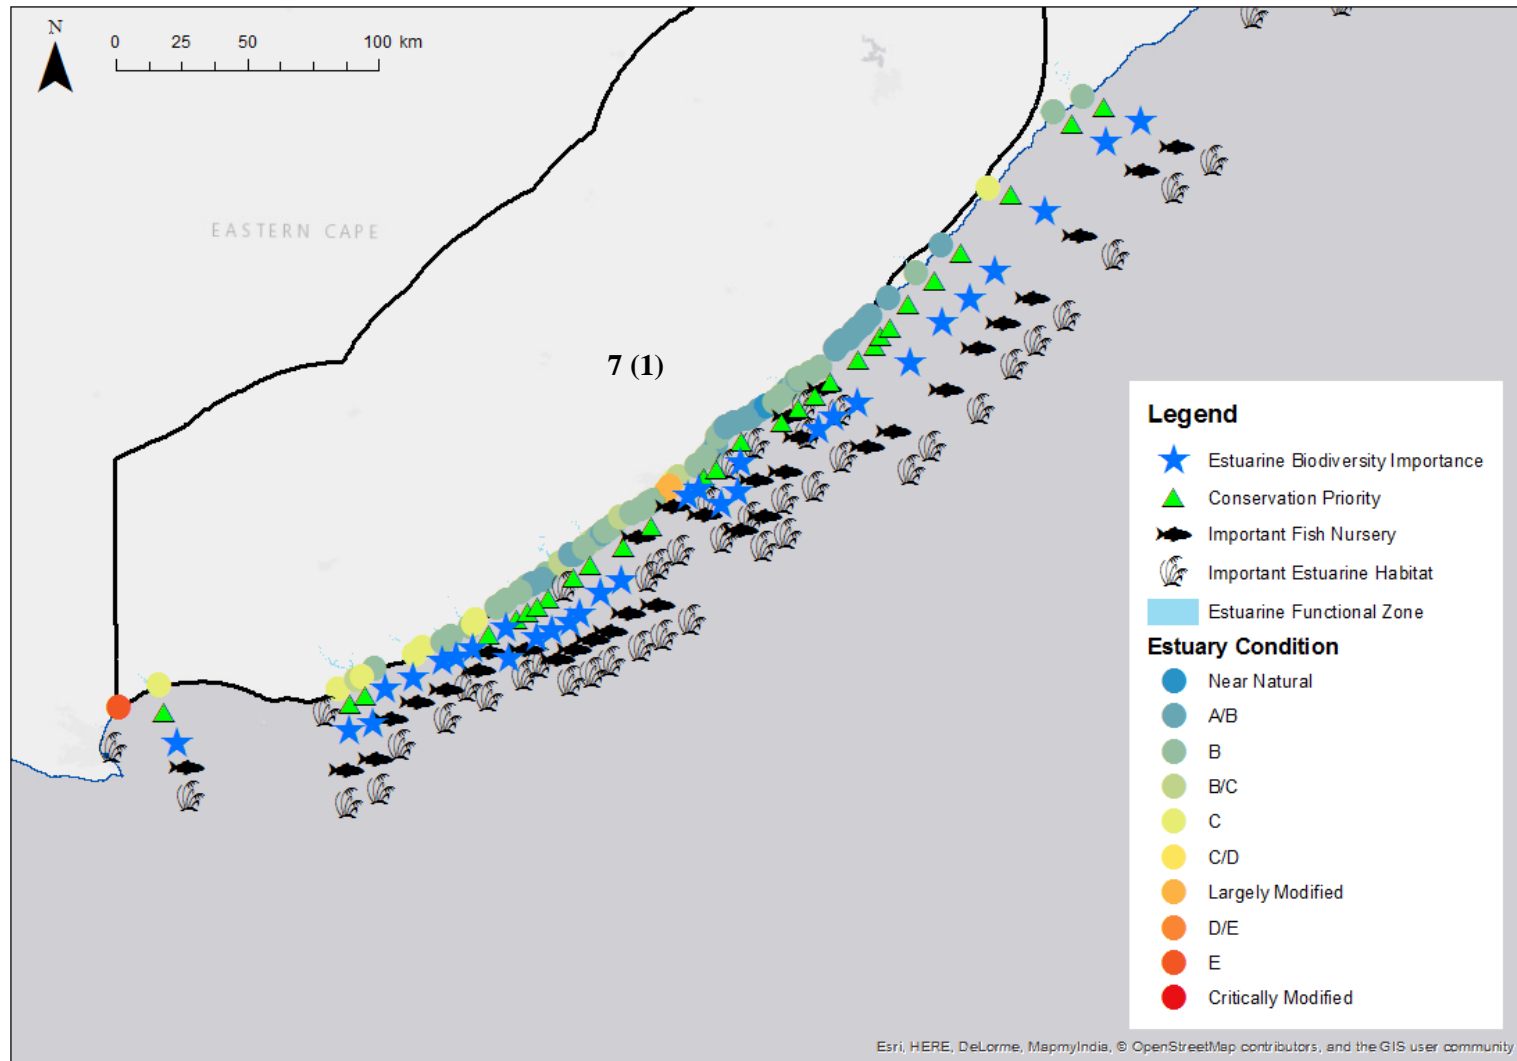 N
0 25 50 100 km
EASTERN CAPE
7 (1)
Legend
Estuarine Biodiversity Importance
Conservation Priority
Important Fish Nursery
Important Estuarine Habitat
Estuarine Functional Zone
Estuary Condition
Near Natural
A/B
B
B/C
C
C/D
Largely Modified
D/E
E
Critically Modified
Esri, HERE, DeLorme, MapmyIndia, © OpenStreetMap contributors, and the GIS user community